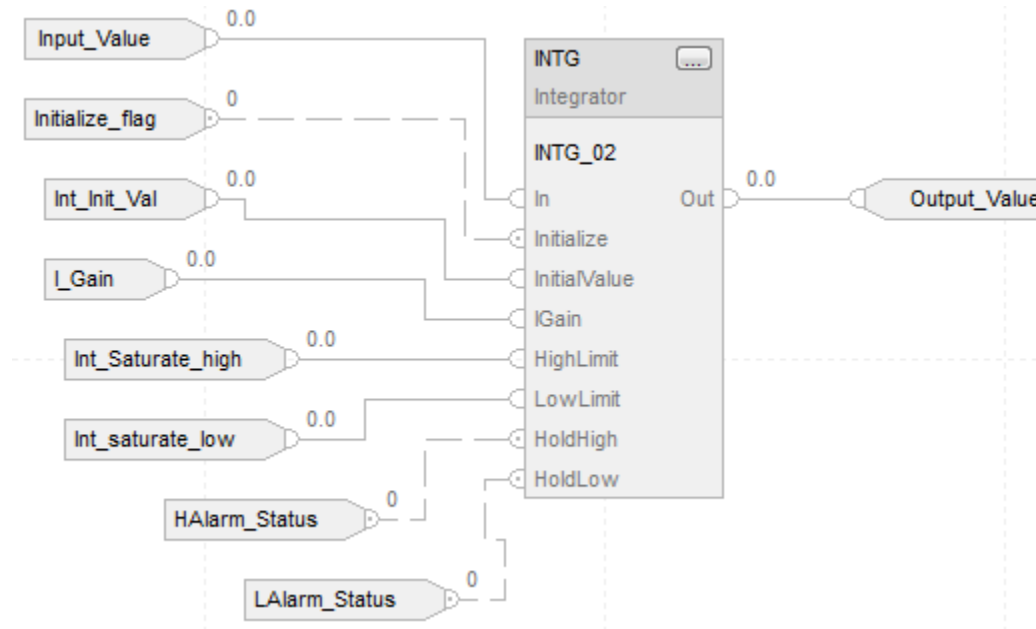 Input_Value
0.0
Initialize_flag
0
Int_Init_Val
0.0
I_Gain
0.0
Int_Saturate_high
0.0
Int_saturate_low
0.0
HAlarm_Status
0
LAlarm_Status
0
INTG
...
Integrator
INTG_02
In
Out
Initialize
InitialValue
IGain
HighLimit
LowLimit
HoldHigh
HoldLow
0.0
Output_Value